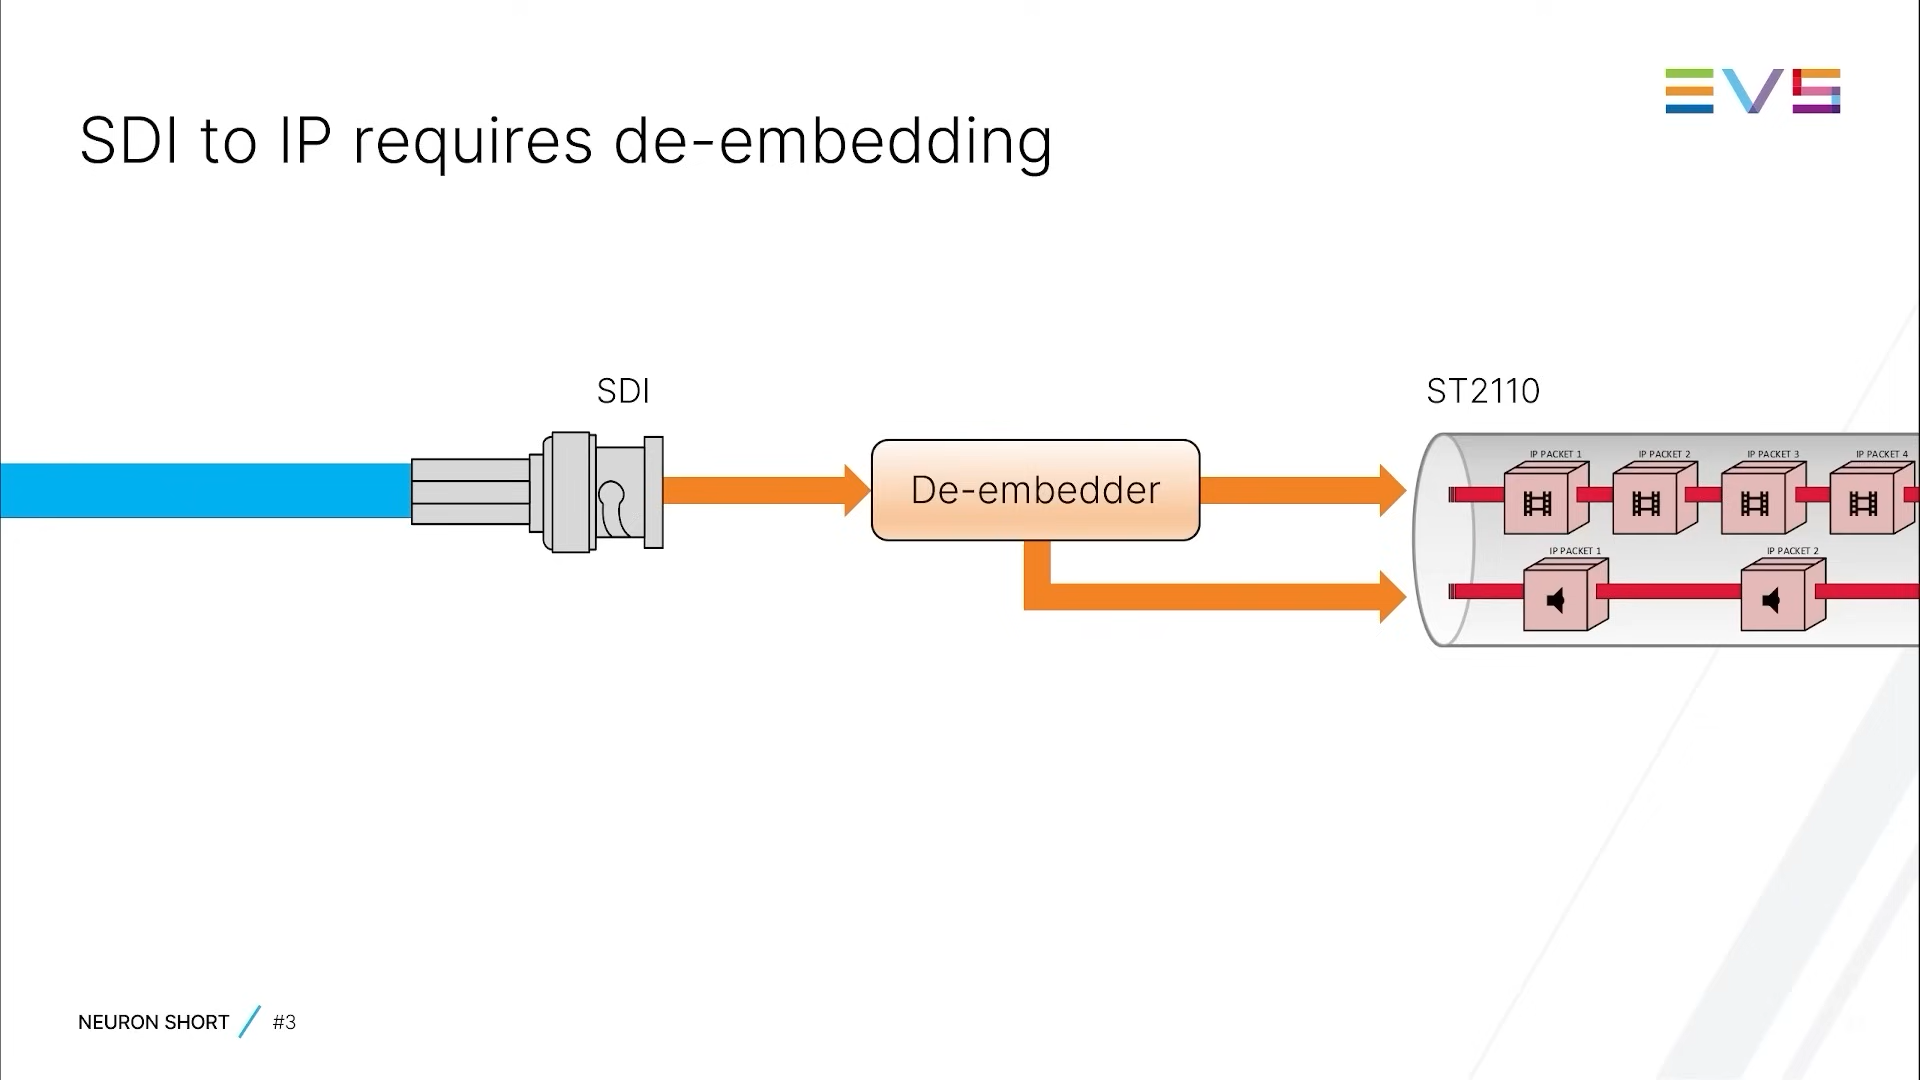 EVS
SDI to IP requires de-embedding
SDI
ST2110
De-embedder
IP PACKET 1
IP PACKET 2
IP PACKET 3
IP PACKET 4
IP PACKET 1
IP PACKET 2
NEURON SHORT / #3